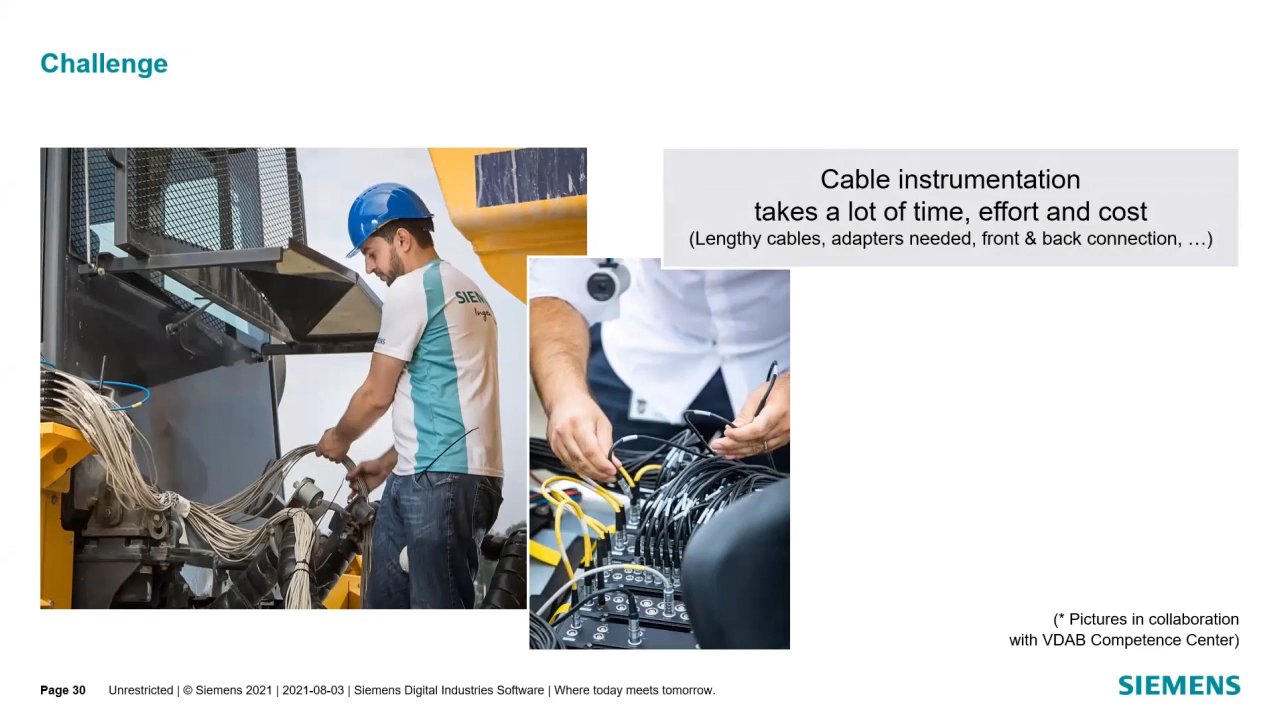 Challenge
Cable instrumentation
takes a lot of time, effort and cost
(Lengthy cables, adapters needed, front & back connection, …)
(* Pictures in collaboration
with VDAB Competence Center)
Page 30 Unrestricted | © Siemens 2021 | 2021-08-03 | Siemens Digital Industries Software | Where today meets tomorrow.
SIEMENS